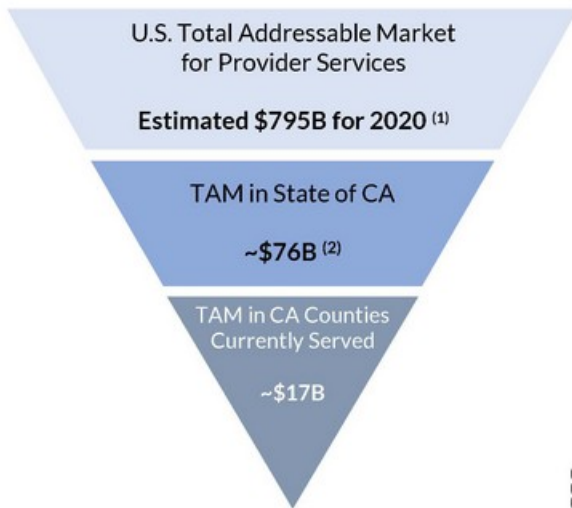 U.S. Total Addressable Market
for Provider Services
Estimated $795B for 2020 (1)
TAM in State of CA
~$76B (2)
TAM in CA Counties
Currently Served
~$17B